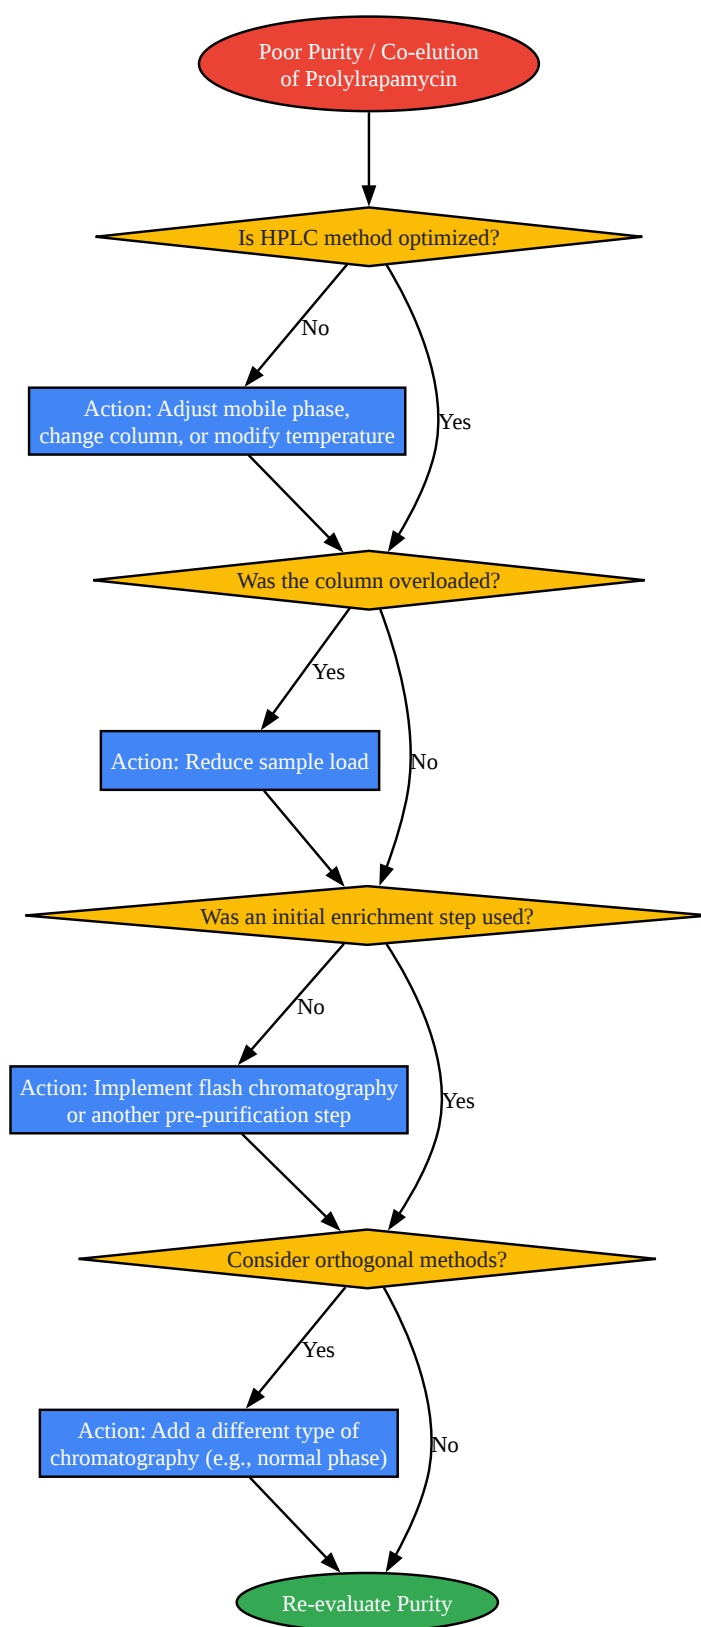 Poor Purity / Co-elution
of Prolylrapamycin
Is HPLC method optimized?
No
Action: Adjust mobile phase,
change column, or modify temperature
Yes
Was the column overloaded?
Yes
Action: Reduce sample load
No
Was an initial enrichment step used?
No
Action: Implement flash chromatography
or another pre-purification step
Yes
Consider orthogonal methods?
Yes
Action: Add a different type of
chromatography (e.g., normal phase)
No
Re-evaluate Purity